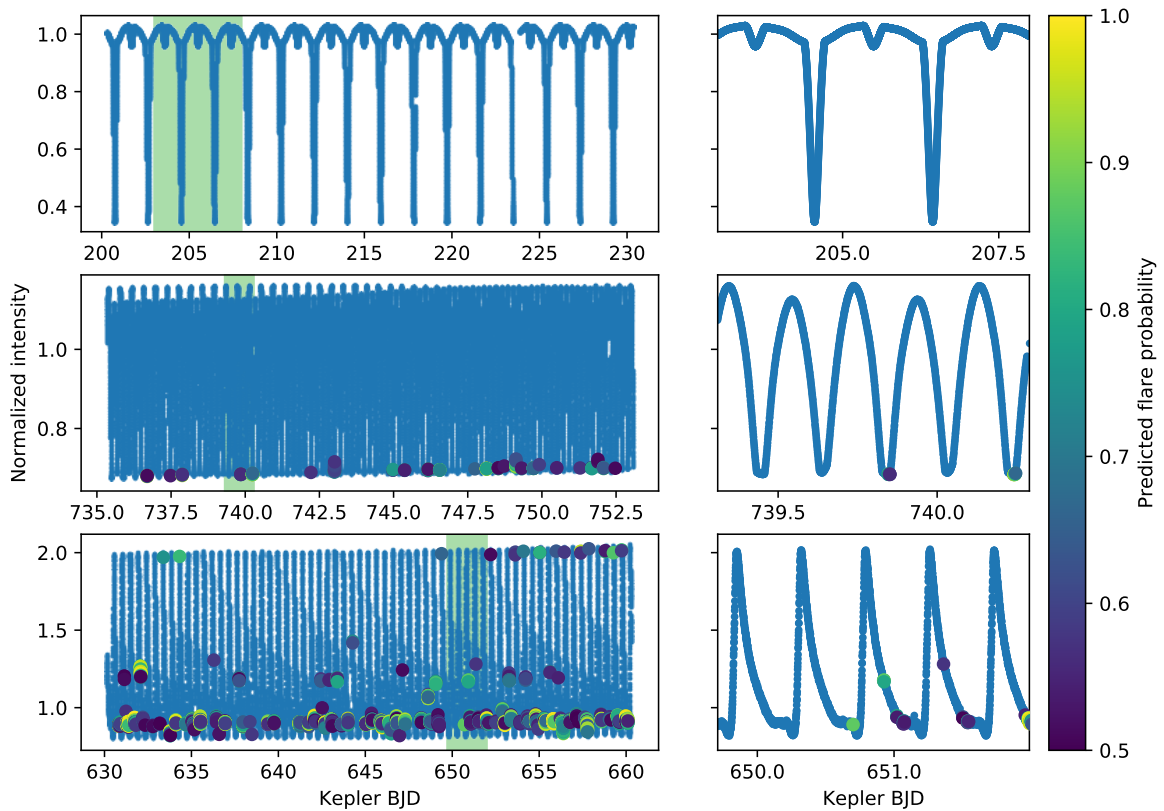 1.0
0.8
0.6
0.4
200 205 210 215 220 225 230
205.0 207.5
1.0
0.8
735.0 737.5 740.0 742.5 745.0 747.5 750.0 752.5
739.5 740.0
2.0
1.5
1.0
630 635 640 645 650 655 660
650.0 651.0
Normalized intensity
Kepler BJD
Kepler BJD
1.0
0.9
0.8
0.7
0.6
0.5
Predicted flare probability